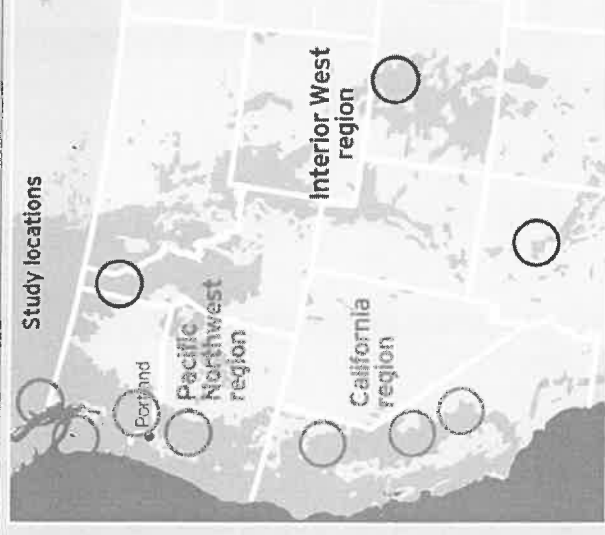 Study locations
Portland
Pacific
Northwest
region
Interior West
region
California
region